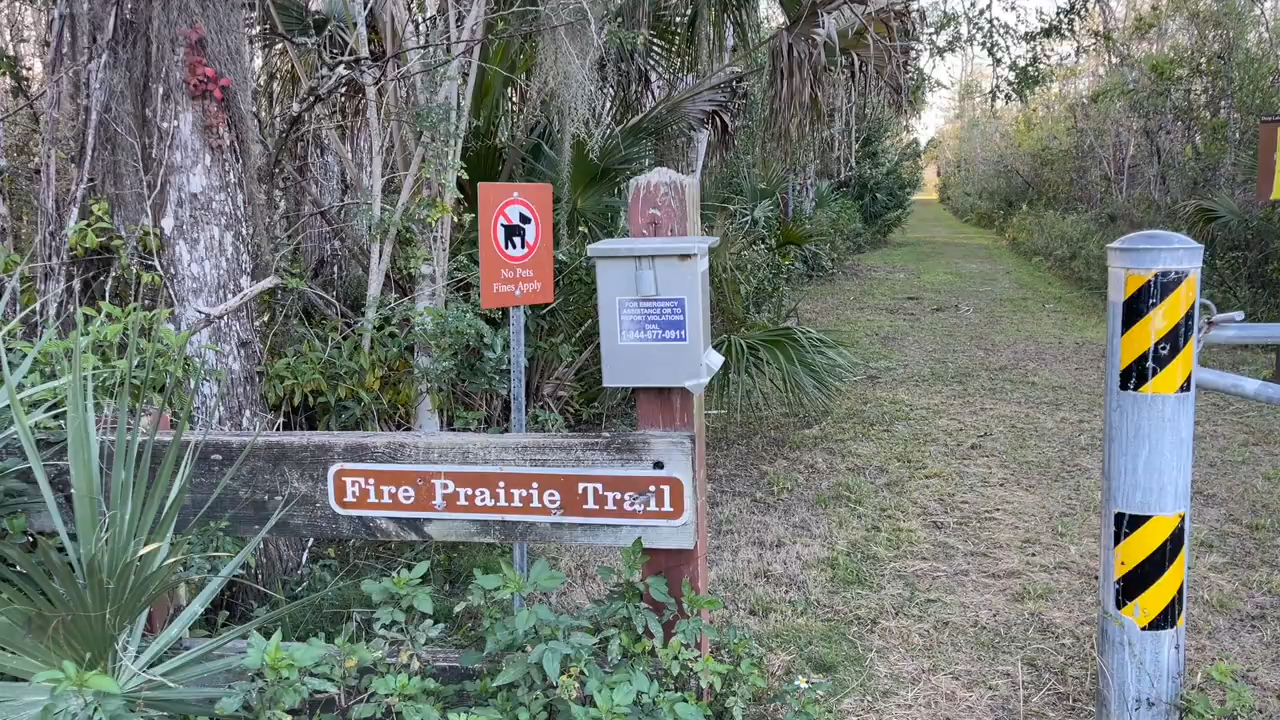 No Pets
Fines Apply
FOR EMERGENCY
ASSISTANCE OR TO
REPORT VIOLATIONS
DIAL
1-844-677-0911
Fire Prairie Trail